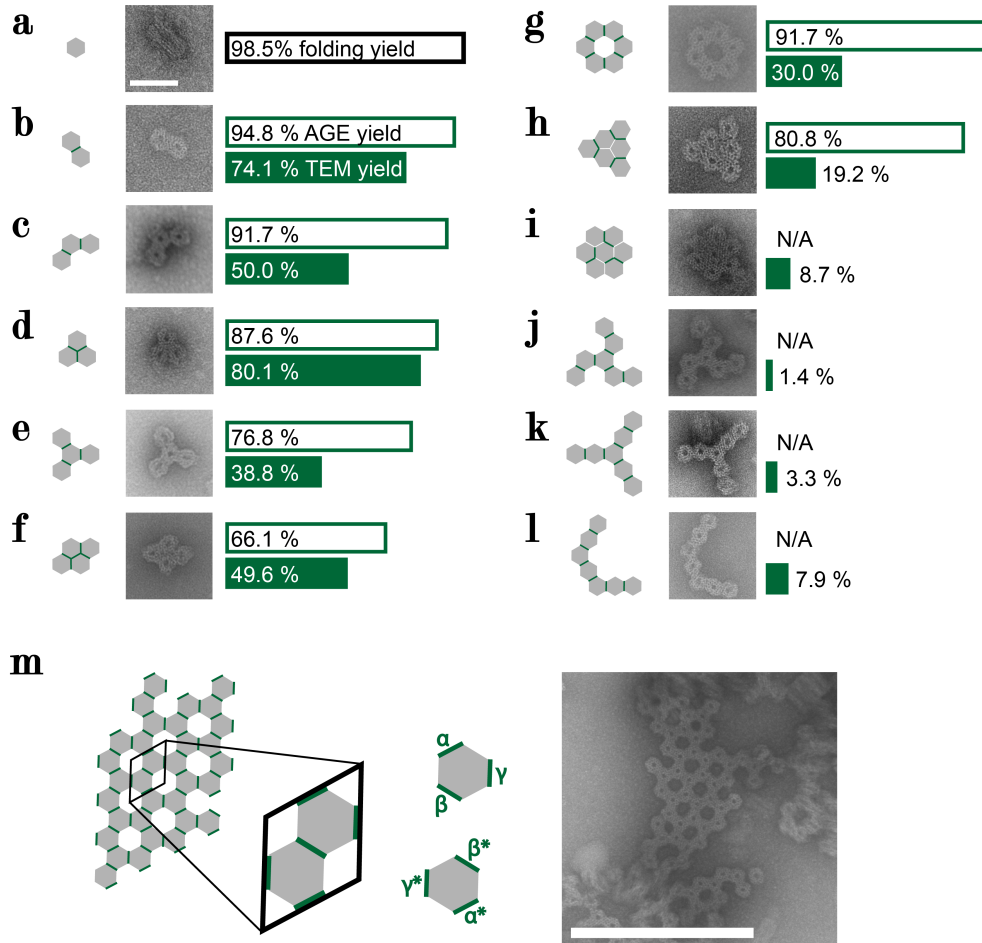 a
98.5% folding yield
b
94.8 % AGE yield
74.1 % TEM yield
c
91.7 %
50.0 %
d
87.6 %
80.1 %
e
76.8 %
38.8 %
f
66.1 %
49.6 %
g
91.7 %
30.0 %
h
80.8 %
19.2 %
i
N/A
8.7 %
j
N/A
1.4 %
k
N/A
3.3 %
l
N/A
7.9 %
m
α
γ
β
β*
γ*
α*